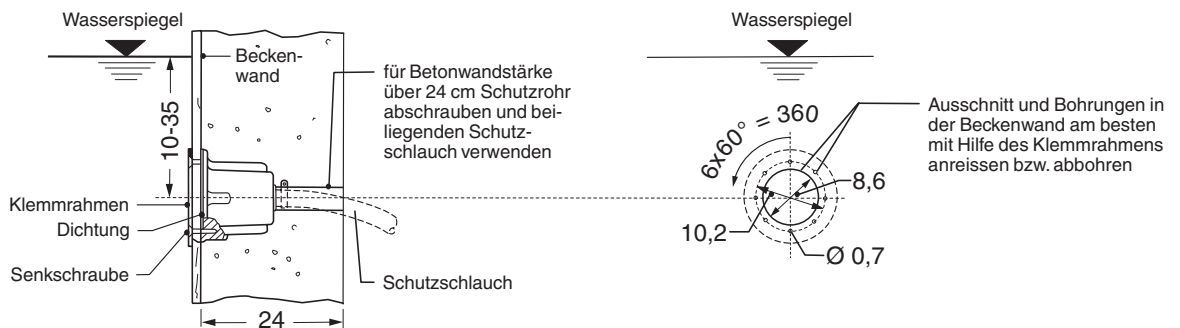 Wasserspiegel
Becken-
wand
10-35
für Betonwandstärke
über 24 cm Schutzrohr
abschrauben und bei-
liegenden Schutz-
schlauch verwenden
Klemmrahmen
Dichtung
Senkschraube
Schutzschlauch
24
Wasserspiegel
6x60° = 360
Ausschnitt und Bohrungen in
der Beckenwand am besten
mit Hilfe des Klemmrahmens
anreissen bzw. abbohren
8,6
10,2
Ø 0,7